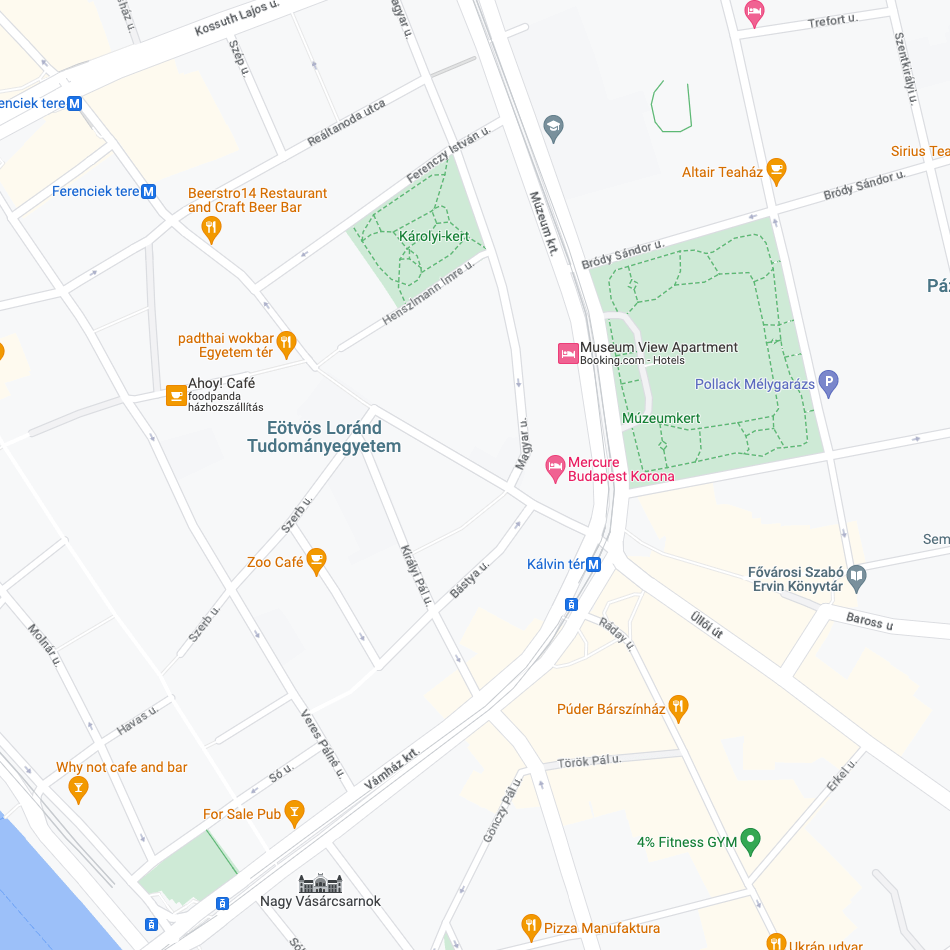 Kossuth Lajos u.
Trefort u.
Szép u.
Szentkirályi u.
enciek tere
M
Reáltanoda utca
Ferenczy István u.
Altair Teaház
Sirius Tea
Ferenciek tere
M
Beerstro14 Restaurant
and Craft Beer Bar
Bródy Sándor u.
Múzeum krt.
Károlyi-kert
Bródy Sándor u.
Henszlmann Imre u.
Pá
padthai wokbar
Egyetem tér
Museum View Apartment
Booking.com - Hotels
Ahoy! Café
foodpanda
házhozszállítás
Pollack Mélygarázs
P
Múzeumkert
Eötvös Loránd
Tudományegyetem
Magyar u.
Mercure
Budapest Korona
Szerb u.
Sem
Zoo Café
Kálvin tér
M
Királyi Pál u.
Bástya u.
Fővárosi Szabó
Ervin Könyvtár
Szerb u.
Ráday u.
Üllői út
Baross u
Molnár u.
Havas u.
Veres Pálné u.
Púder Bárszínház
Why not cafe and bar
Só u.
Vámház krt.
Török Pál u.
Erkel u.
For Sale Pub
Gönczy Pál u.
4% Fitness GYM
Nagy Vásárcsarnok
Pizza Manufaktura
Ukrán udvar